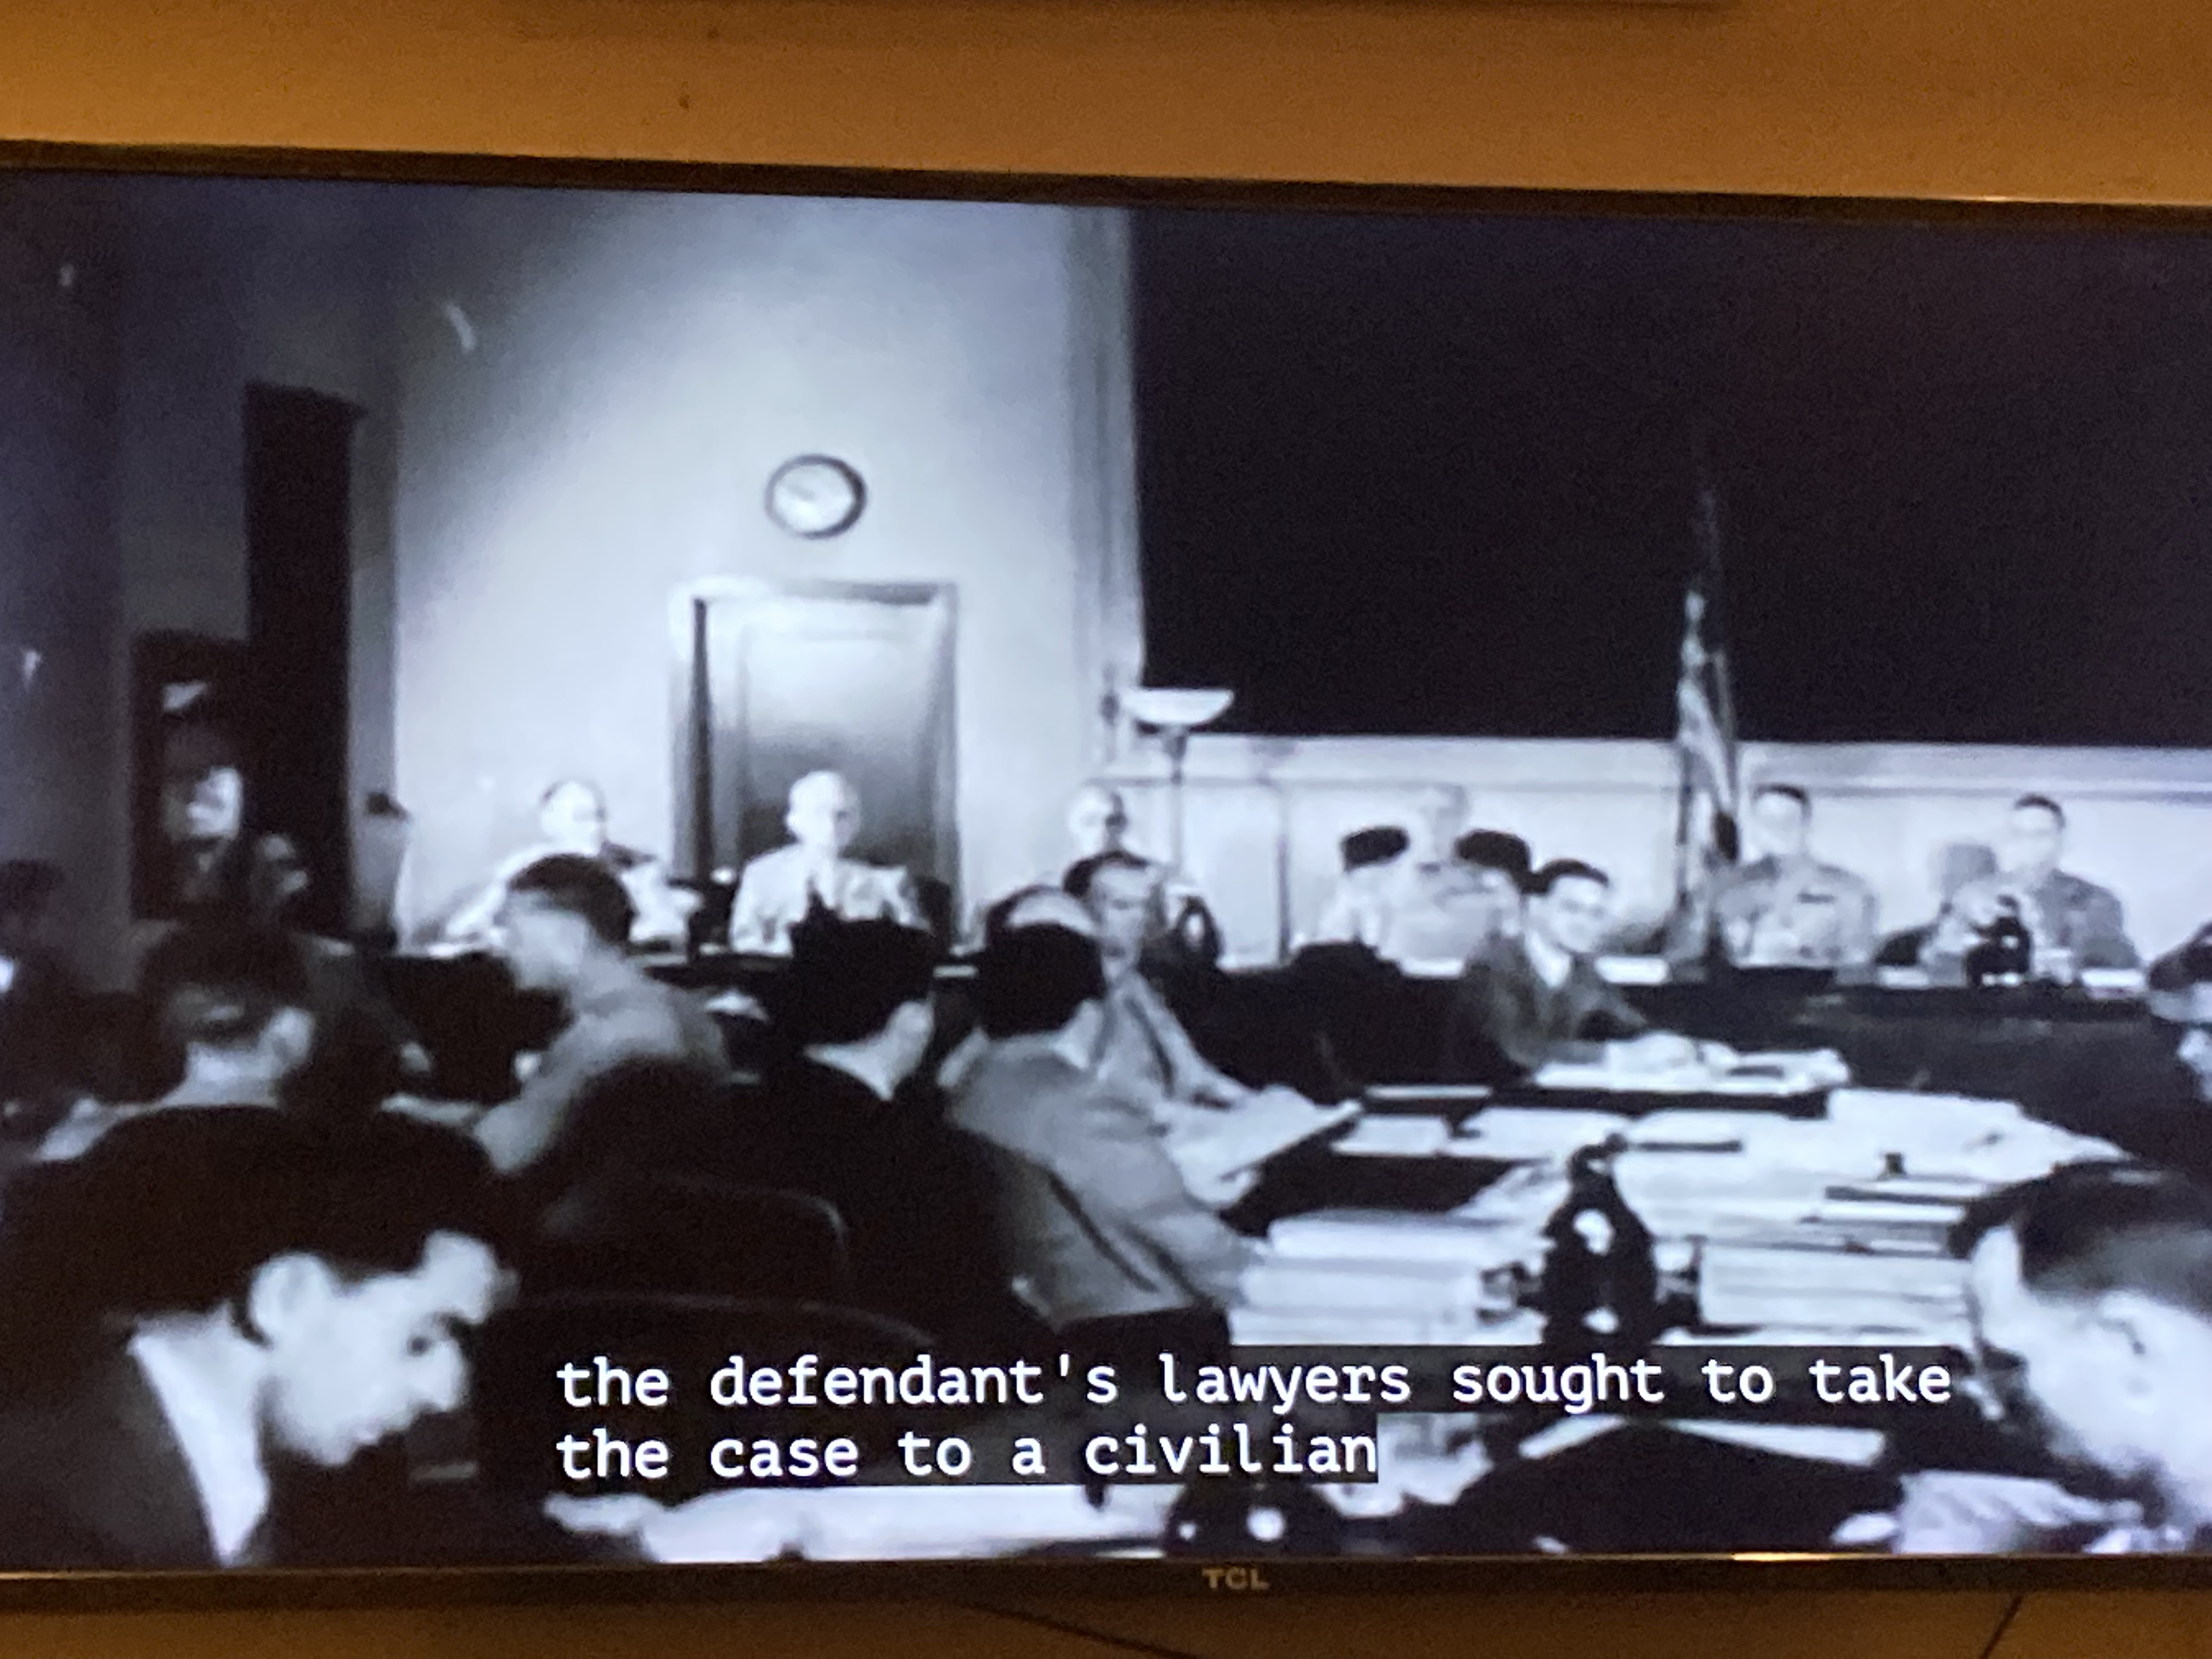 the defendant's lawyers sought to take
the case to a civilian
TCL